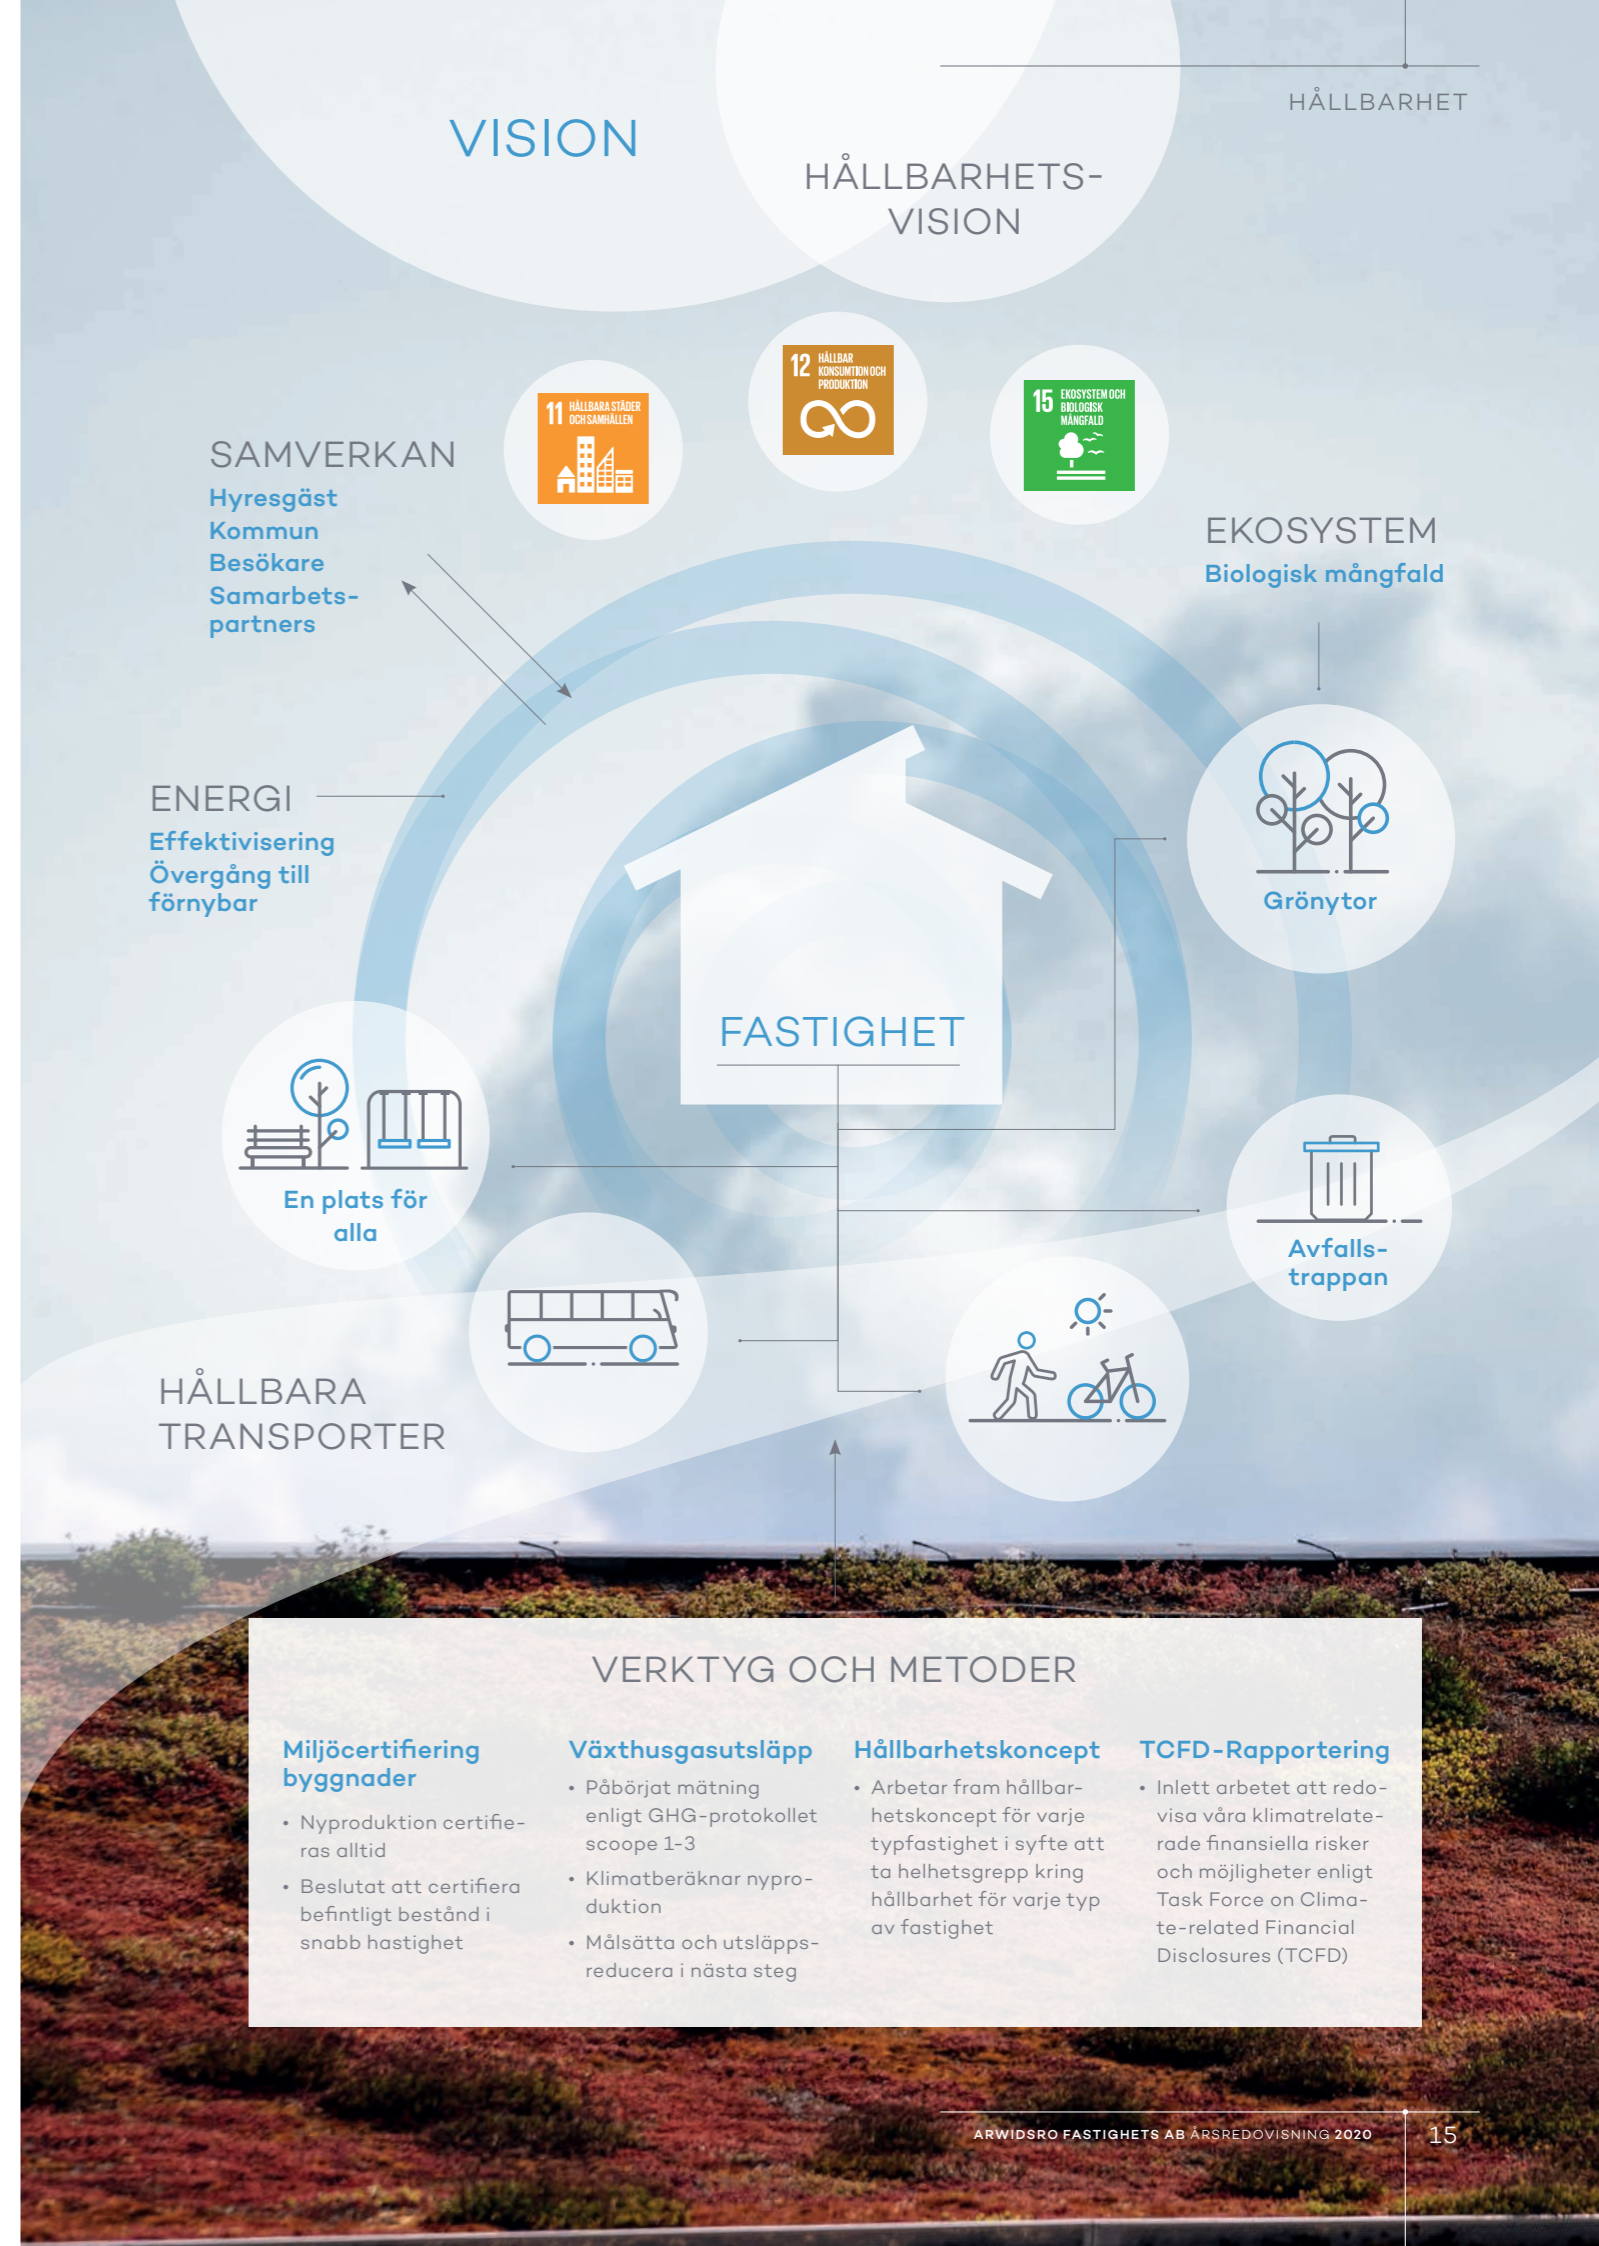 HÅLLBARHET
VISION
HÅLLBARHETS-
VISION
11 HÅLLBARA STÄDER
OCH SAMHÄLLEN
12 HÅLLBAR
KONSUMTION OCH
PRODUKTION
15 EKOSYSTEM OCH
BIOLOGISK
MÅNGFALD
SAMVERKAN
Hyresgäst
Kommun
Besökare
Samarbets-
partners
EKOSYSTEM
Biologisk mångfald
ENERGI
Effektivisering
Övergång till
förnybar
Grönytor
FASTIGHET
En plats för
alla
Avfalls-
trappan
HÅLLBARA
TRANSPORTER
VERKTYG OCH METODER
Miljöcertifiering
byggnader
• Nyproduktion certifie-
ras alltid
• Beslutat att certifiera
befintligt bestånd i
snabb hastighet
Växthusgasutsläpp
• Påbörjat mätning
enligt GHG-protokollet
scoope 1-3
• Klimatberäknar nypro-
duktion
• Målsätta och utsläpps-
reducera i nästa steg
Hållbarhetskoncept
• Arbetar fram hållbar-
hetskoncept för varje
typfastighet i syfte att
ta helhetsgrepp kring
hållbarhet för varje typ
av fastighet
TCFD-Rapportering
• Inlett arbetet att redo-
visa våra klimatrelate-
rade finansiella risker
och möjligheter enligt
Task Force on Clima-
te-related Financial
Disclosures (TCFD)
ARWIDSRO FASTIGHETS AB ÅRSREDOVISNING 2020 15